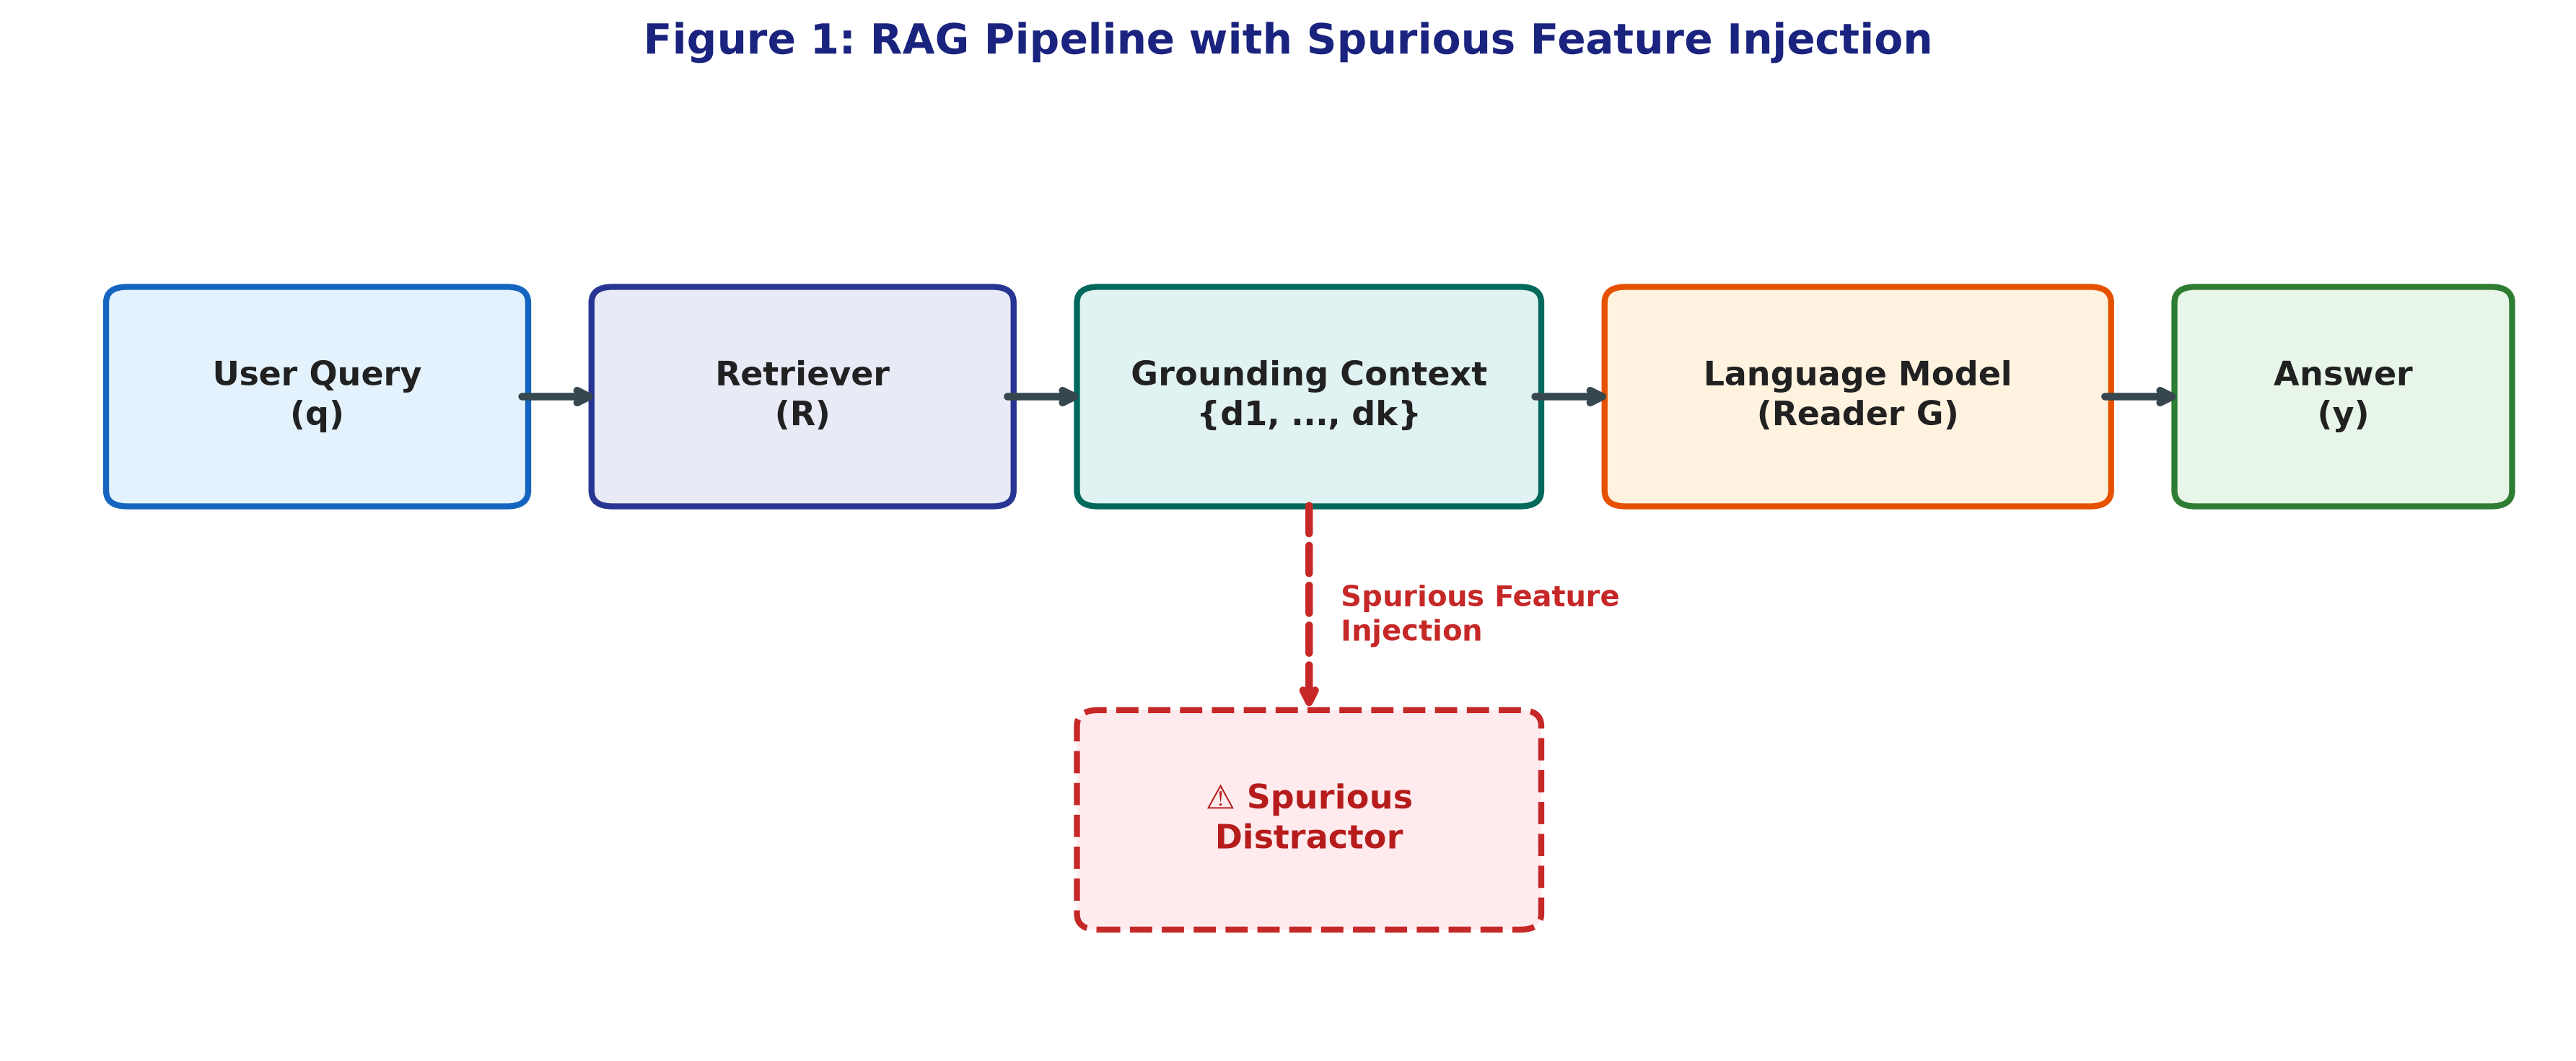 Figure 1: RAG Pipeline with Spurious Feature Injection
User Query
(q)
Retriever
(R)
Grounding Context
{d1, ..., dk}
Language Model
(Reader G)
Answer
(y)
Spurious Feature
Injection
⚠ Spurious
Distractor